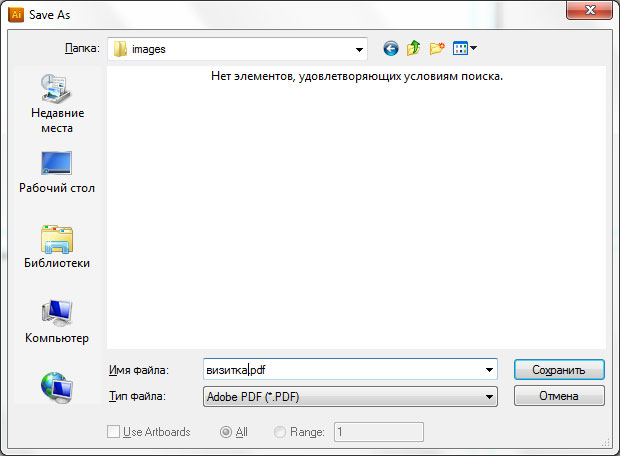 Ai Save As
Папка: images
Нет элементов, удовлетворяющих условиям поиска.
Недавние
места
Рабочий стол
Библиотеки
Компьютер
Имя файла: визитка.pdf Сохранить
Тип файла: Adobe PDF (*.PDF) Отмена
Use Artboards All Range: 1